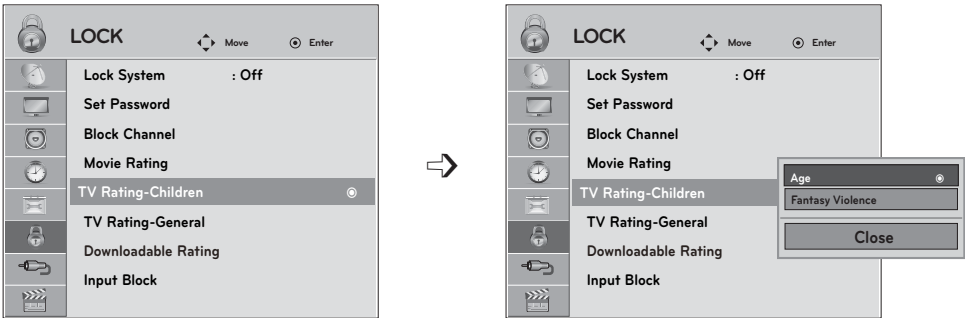 LOCK Move Enter
Lock System : Off
Set Password
Block Channel
Movie Rating
TV Rating-Children
TV Rating-General
Downloadable Rating
Input Block
LOCK Move Enter
Lock System : Off
Set Password
Block Channel
Movie Rating
TV Rating-Children
TV Rating-General
Downloadable Rating
Input Block
Age
Fantasy Violence
Close